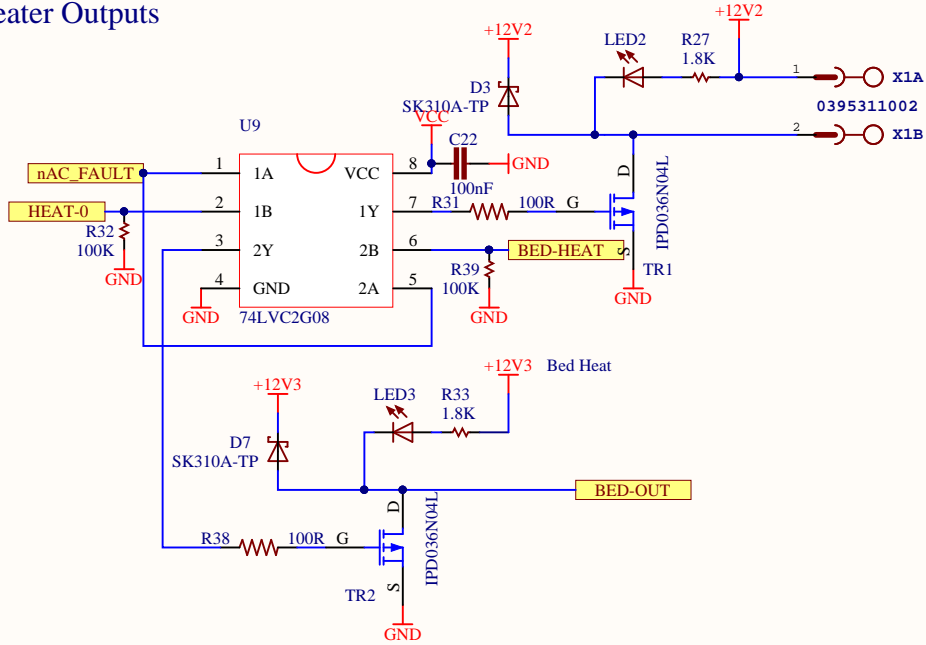 eater Outputs
+12V2
+12V2
LED2
R27
1.8K
1
X1A
D3
SK310A-TP
0395311002
2
X1B
U9
VCC
C22
GND
100nF
nAC_FAULT
1
1A
VCC
8
HEAT-0
2
1B
1Y
7
R31
100R
G
D
S
IPD036N04L
TR1
GND
R32
100K
GND
3
2Y
2B
6
BED-HEAT
R39
100K
GND
4
GND
2A
5
GND
74LVC2G08
+12V3
Bed Heat
+12V3
LED3
R33
1.8K
D7
SK310A-TP
BED-OUT
R38
100R
G
D
S
IPD036N04L
TR2
GND